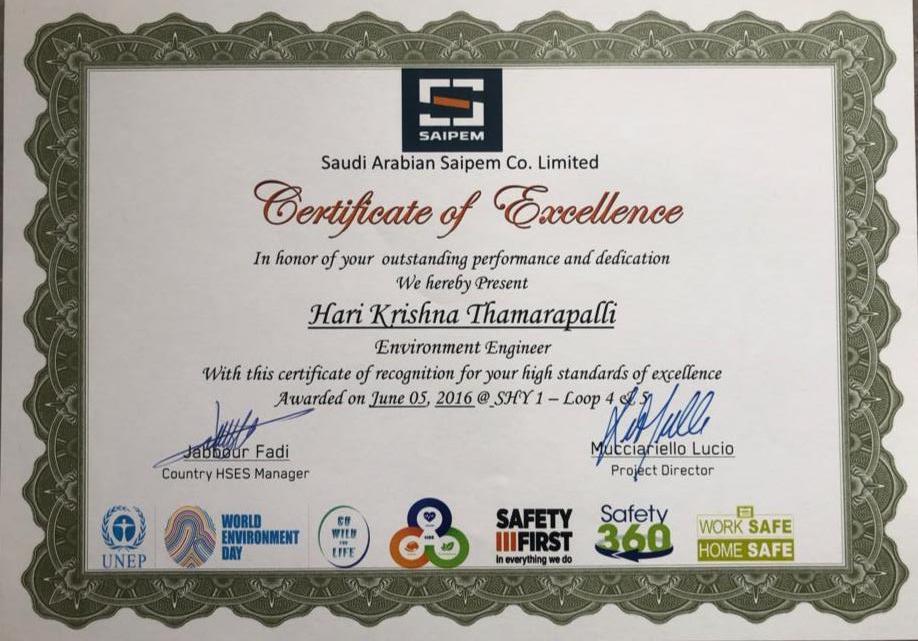 SAIPEM
Saudi Arabian Saipem Co. Limited
Certificate of Excellence
In honor of your outstanding performance and dedication
We hereby Present
Hari Krishna Thamarapalli
Environment Engineer
With this certificate of recognition for your high standards of excellence
Awarded on June 05, 2016 @ SHY 1 – Loop 4 & 5
Jabbour Fadi
Country HSES Manager
Mucciariello Lucio
Project Director
UNEP
WORLD
ENVIRONMENT
DAY
GO
WILD
FOR
LIFE
SAFETY
FIRST
in everything we do
Safety
360
WORK SAFE
HOME SAFE